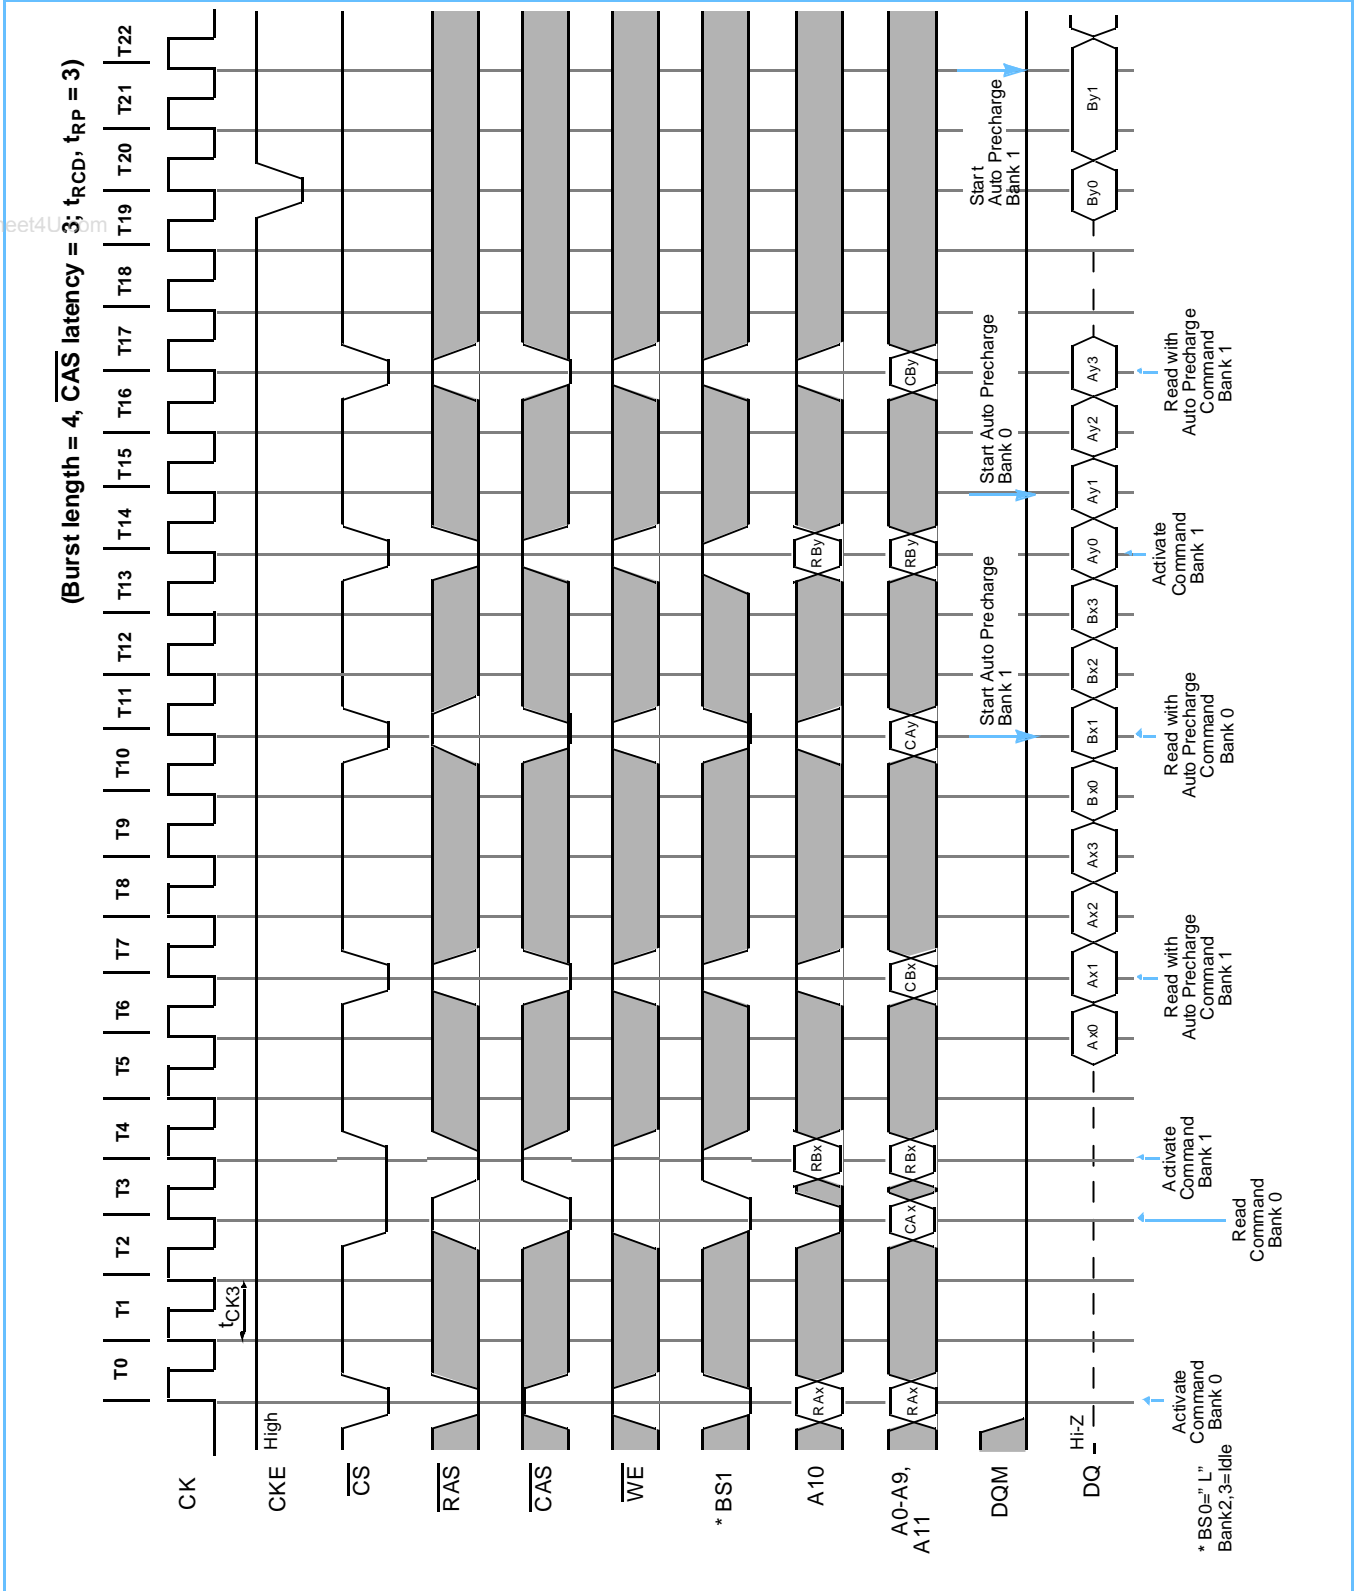 (Burst length = 4, CAS latency = 3; tRCD, tRP = 3)
T0 T1 T2 T3 T4 T5 T6 T7 T8 T9 T10 T11 T12 T13 T14 T15 T16 T17 T18 T19 T20 T21 T22
CK
tCK3
CKE
High
CS
RAS
CAS
WE
* BS1
A10
RAx RBx RBy
A0-A9,
A11
RAx CAx RBx CBx CAy RBy CBy
DQM
Start Auto Precharge
Bank 1
Start Auto Precharge
Bank 0
Start
Auto Precharge
Bank 1
DQ
Hi-Z
Ax0 Ax1 Ax2 Ax3 Bx0 Bx1 Bx2 Bx3 Ay0 Ay1 Ay2 Ay3 By0 By1
Activate
Command
Bank 0
Read
Command
Bank 0
Activate
Command
Bank 1
Read with
Auto Precharge
Command
Bank 1
Read with
Auto Precharge
Command
Bank 0
Activate
Command
Bank 1
Read with
Auto Precharge
Command
Bank 1
* BS0="L"
Bank2,3=Idle
eet4U.com